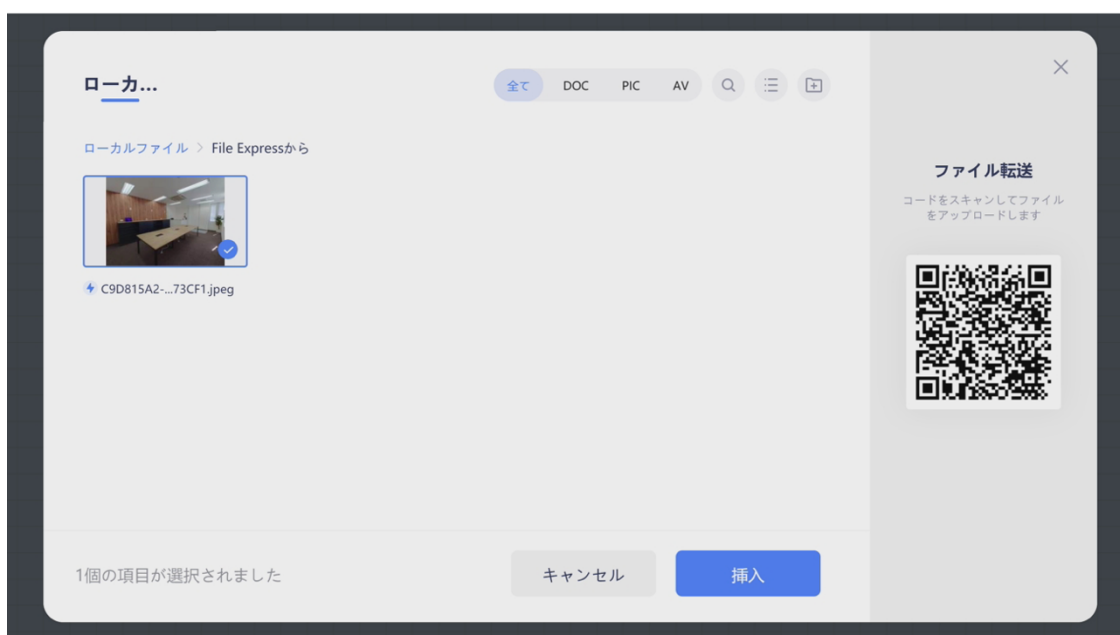 ローカ...
全て DOC PIC AV
ローカルファイル > File Expressから
C9D815A2-...73CF1.jpeg
1個の項目が選択されました
キャンセル
挿入
ファイル転送
コードをスキャンしてファイル
をアップロードします